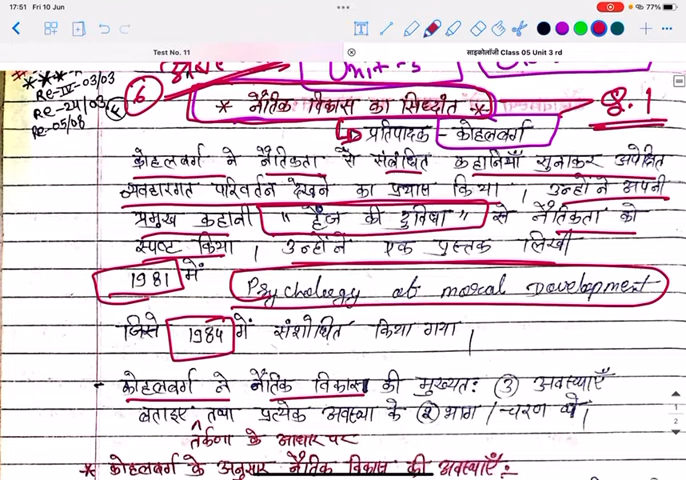 17:51 Fri 10 Jun
77%
Test No. 11
साइकोलॉजी Class 05 Unit 3 rd
Re-IV-03/03
Re-24/03
Re-05/08
6
* नैतिक विकास का सिध्दांत *
Q.1
प्रतिपादक - कोहलबर्ग
कोहलबर्ग ने नैतिकता से संबंधित कहानियाँ सुनाकर अपेक्षित
व्यवहारगत परिवर्तन देखने का प्रयास किया । उन्होंने अपनी
प्रमुख कहानी " हैंज की दुविधा " से नैतिकता को
स्पष्ट किया । उन्होंने एक पुस्तक लिखी
1981 में Psychology of moral Development
जिसे 1984 में संशोधित किया गया ।
- कोहलबर्ग ने नैतिक विकास की मुख्यतः 3 अवस्थाएँ
बताइए तथा प्रत्येक अवस्था के 2 भाग / चरण थे।
तर्कणा के आधार पर
* कोहलबर्ग के अनुसार नैतिक विकास की अवस्थाएँ :-
1
2